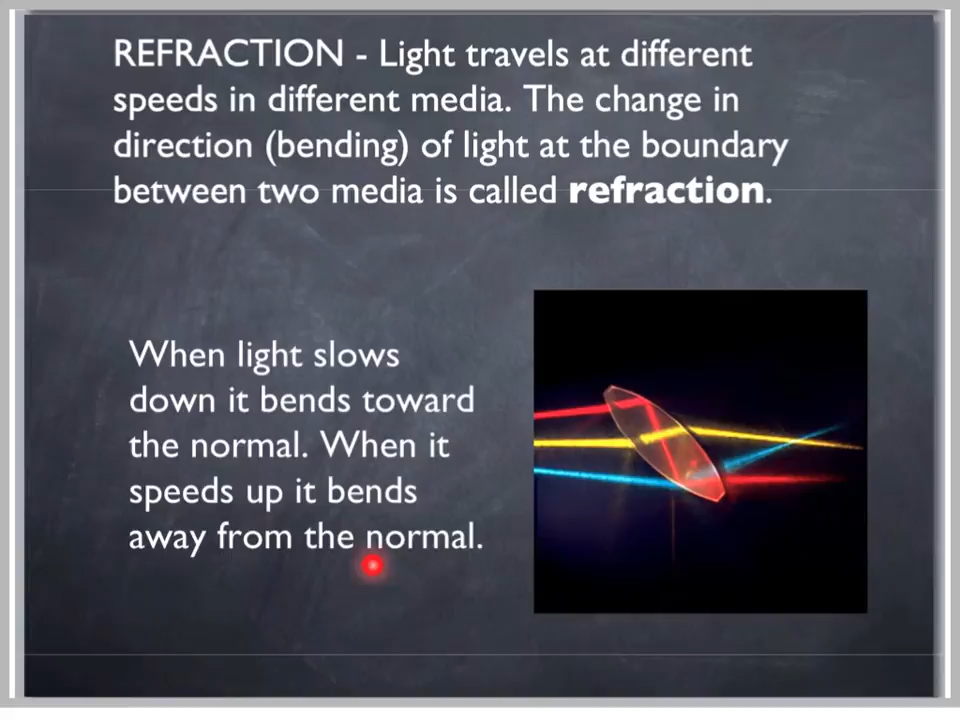 REFRACTION - Light travels at different
speeds in different media. The change in
direction (bending) of light at the boundary
between two media is called refraction.
When light slows
down it bends toward
the normal. When it
speeds up it bends
away from the normal.